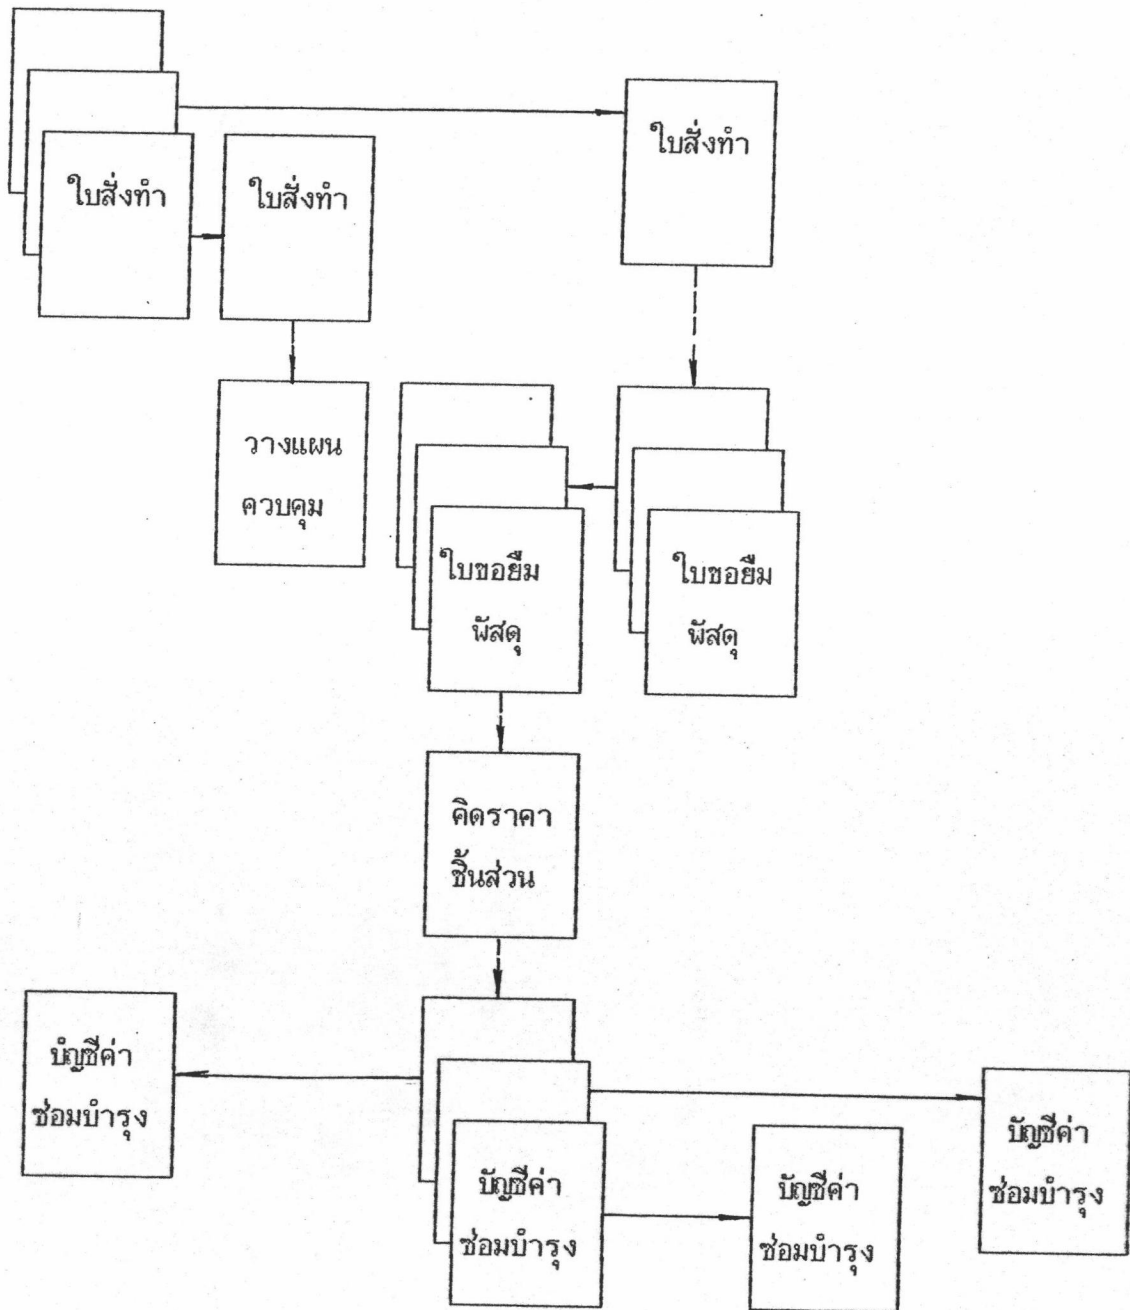 ใบสั่งทำ
ใบสั่งทำ
ใบสั่งทำ
วางแผน
ควบคุม
ใบขอยืม
พัสดุ
ใบขอยืม
พัสดุ
คิดราคา
ชิ้นส่วน
บัญชีค่า
ซ่อมบำรุง
บัญชีค่า
ซ่อมบำรุง
บัญชีค่า
ซ่อมบำรุง
บัญชีค่า
ซ่อมบำรุง